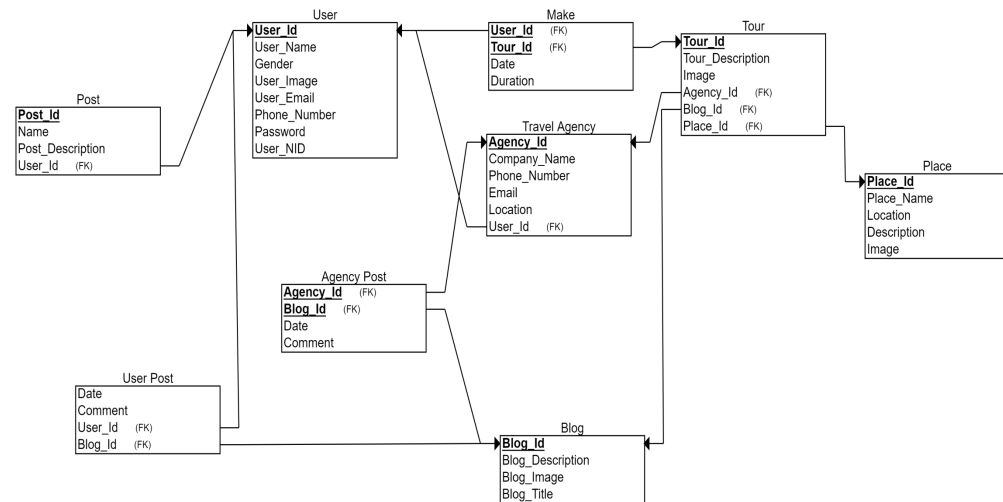 User
User_Id
User_Name
Gender
User_Image
User_Email
Phone_Number
Password
User_NID
Make
User_Id (FK)
Tour_Id (FK)
Date
Duration
Tour
Tour_Id
Tour_Description
Image
Agency_Id (FK)
Blog_Id (FK)
Place_Id (FK)
Post
Post_Id
Name
Post_Description
User_Id (FK)
Travel Agency
Agency_Id
Company_Name
Phone_Number
Email
Location
User_Id (FK)
Place
Place_Id
Place_Name
Location
Description
Image
Agency Post
Agency_Id (FK)
Blog_Id (FK)
Date
Comment
User Post
Date
Comment
User_Id (FK)
Blog_Id (FK)
Blog
Blog_Id
Blog_Description
Blog_Image
Blog_Title